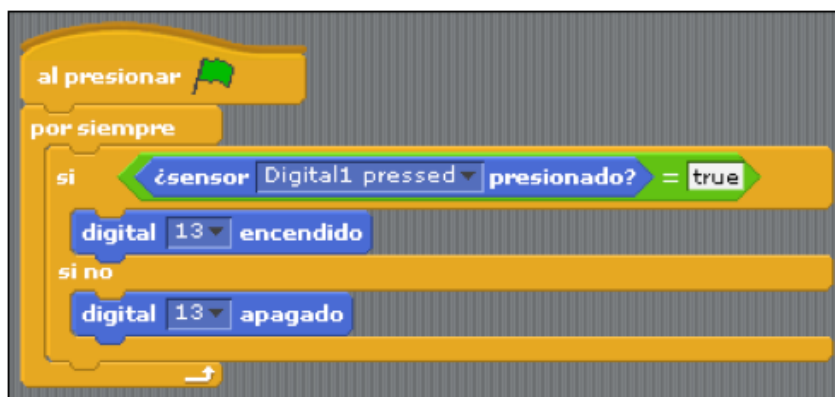 al presionar
por siempre
si ¿sensor Digital1 pressed presionado? = true
digital 13 encendido
si no
digital 13 apagado